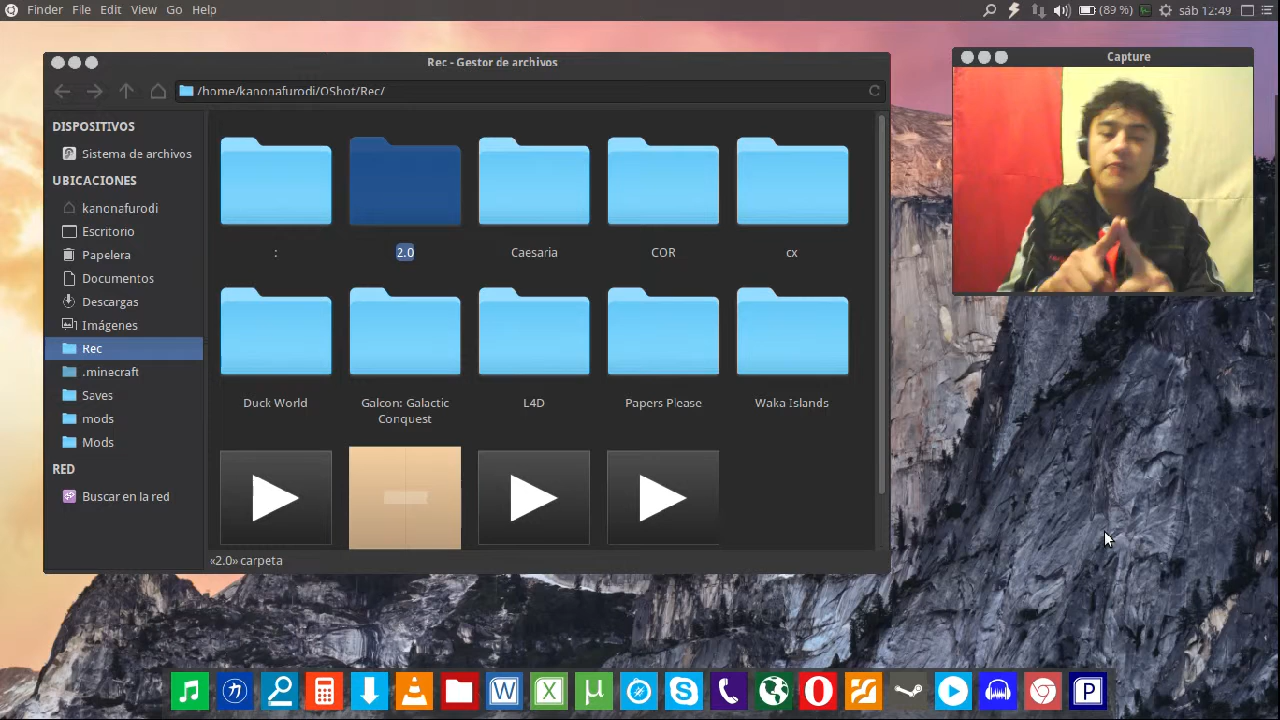 Finder File Edit View Go Help
(89 %) sáb 12:49
Rec - Gestor de archivos
/home/kanonafurodi/OShot/Rec/
DISPOSITIVOS
Sistema de archivos
UBICACIONES
kanonafurodi
Escritorio
Papelera
Documentos
Descargas
Imágenes
Rec
.minecraft
Saves
mods
Mods
RED
Buscar en la red
: 2.0 Caesaria COR cx
Duck World Galcon: Galactic Conquest L4D Papers Please Waka Islands
«2.0» carpeta
Capture
W X µ S P